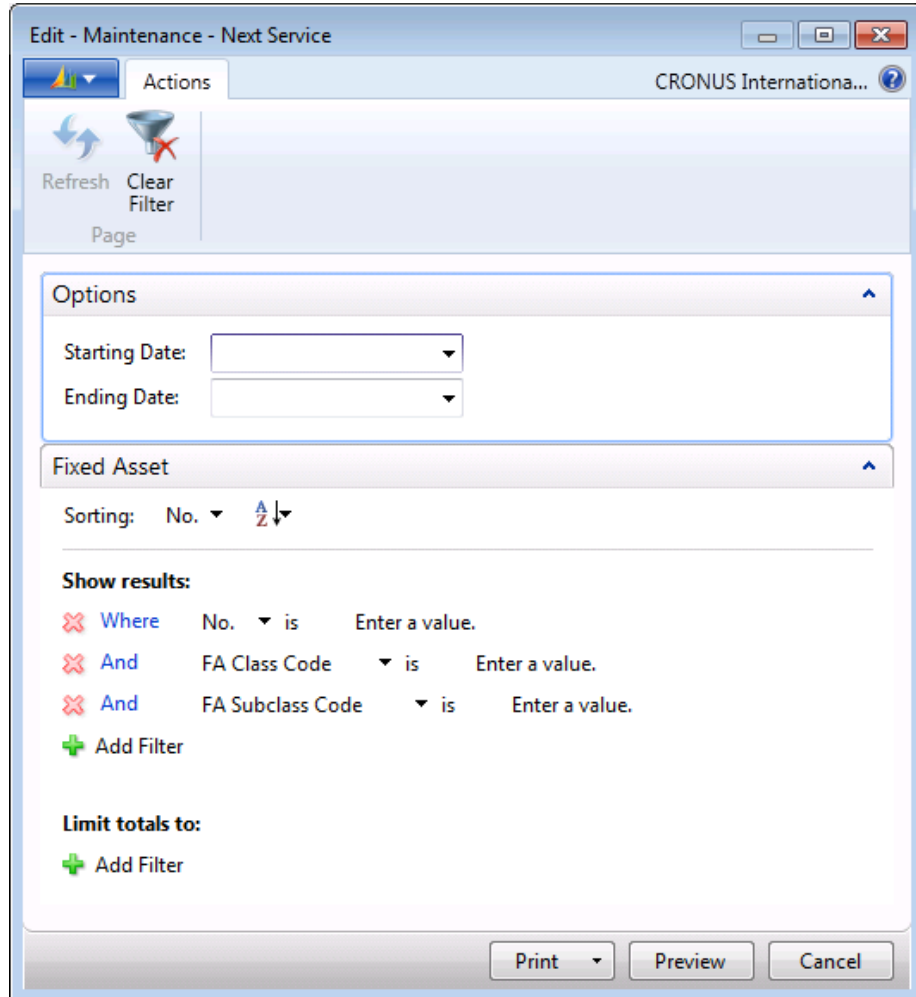 Edit - Maintenance - Next Service
Actions
CRONUS Internationa...
Refresh
Clear Filter
Page
Options
Starting Date:
Ending Date:
Fixed Asset
Sorting: No. AZ
Show results:
Where No. is Enter a value.
And FA Class Code is Enter a value.
And FA Subclass Code is Enter a value.
Add Filter
Limit totals to:
Add Filter
Print Preview Cancel